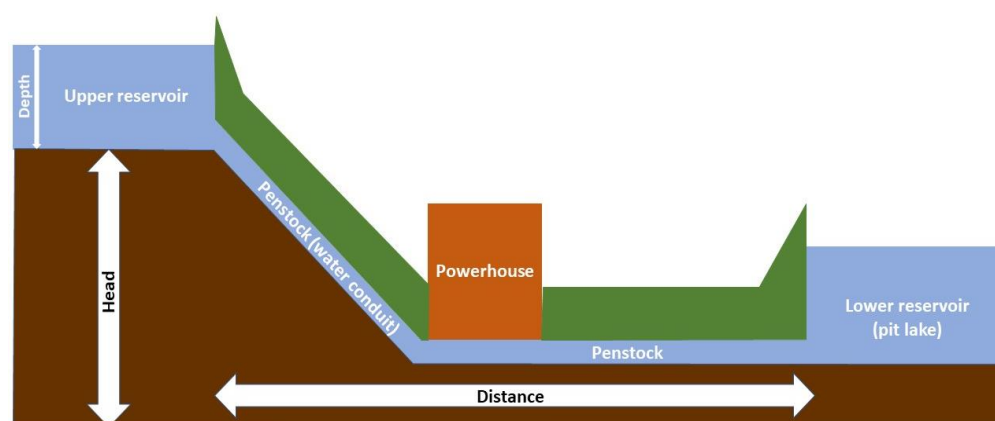 Depth
Upper reservoir
Penstock (water conduit)
Head
Powerhouse
Lower reservoir
(pit lake)
Penstock
Distance